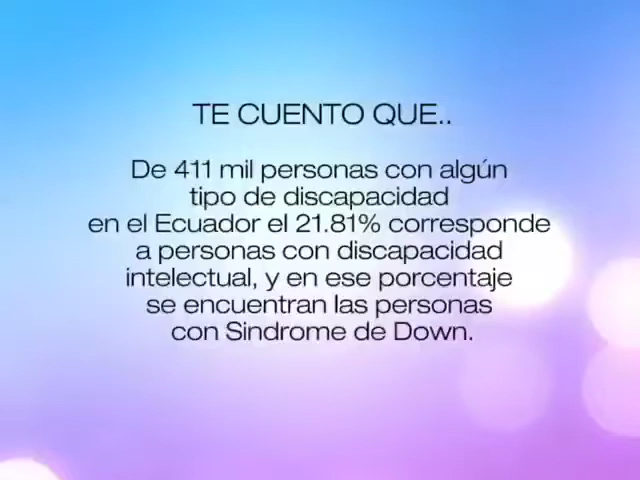 TE CUENTO QUE..
De 411 mil personas con algún
tipo de discapacidad
en el Ecuador el 21.81% corresponde
a personas con discapacidad
intelectual, y en ese porcentaje
se encuentran las personas
con Sindrome de Down.